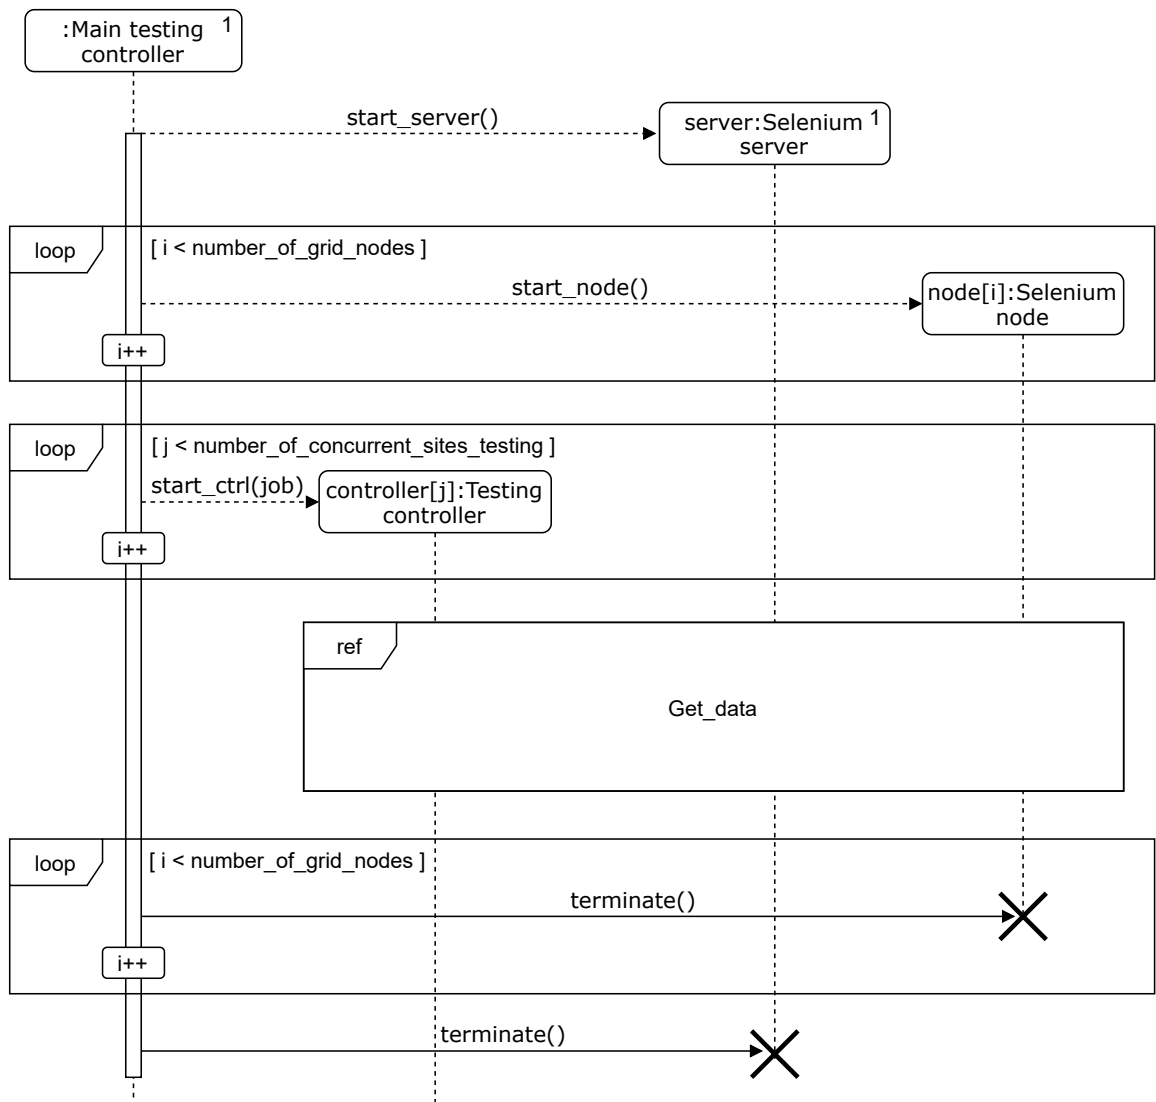 :Main testing 1
controller
start_server()
server:Selenium 1
server
loop
[ i < number_of_grid_nodes ]
start_node()
node[i]:Selenium
node
i++
loop
[ j < number_of_concurrent_sites_testing ]
start_ctrl(job)
controller[j]:Testing
controller
i++
ref
Get_data
loop
[ i < number_of_grid_nodes ]
terminate()
i++
terminate()